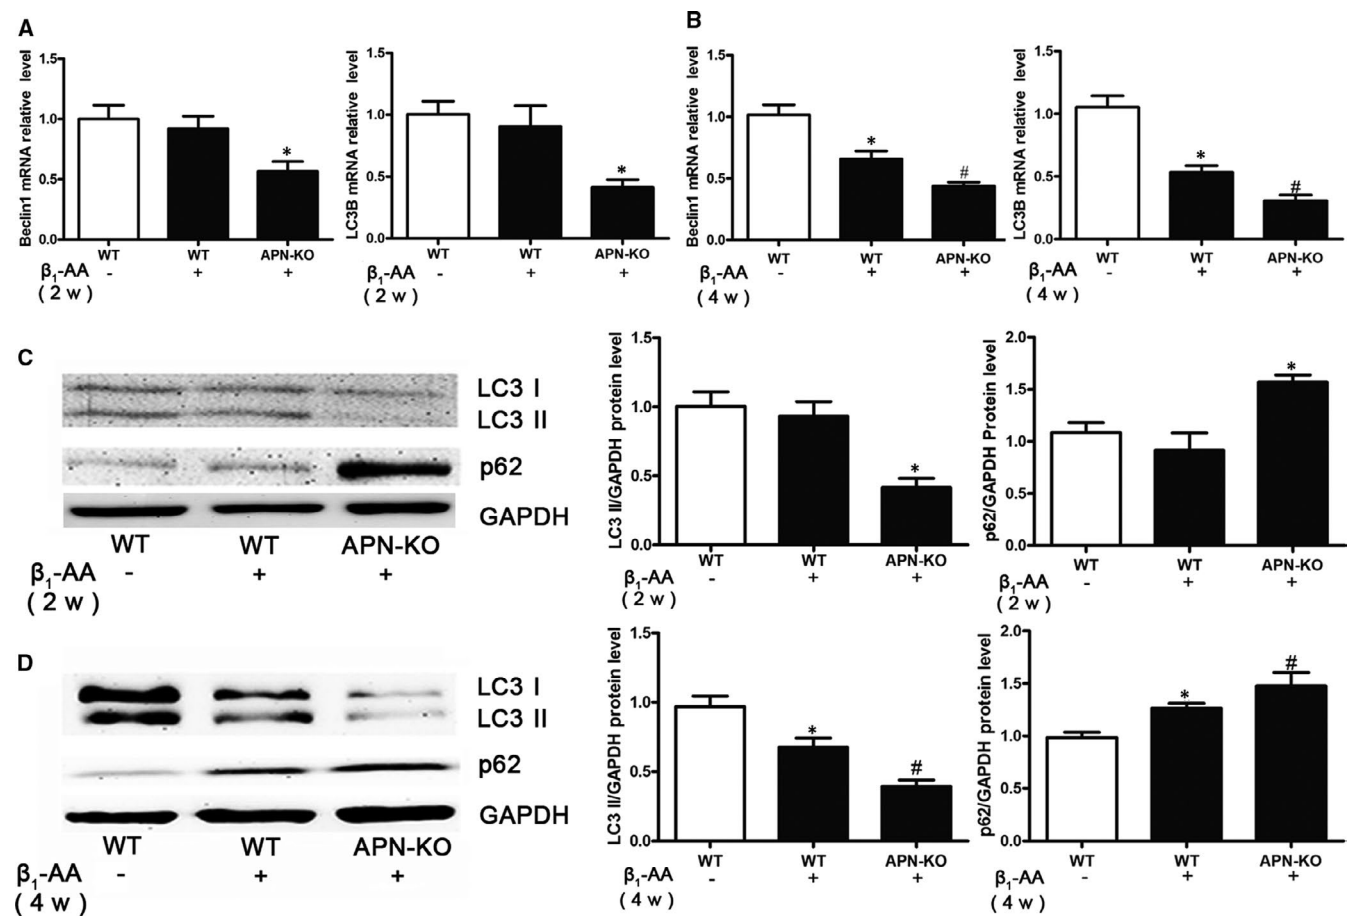 A
Beclin1 mRNA relative level
1.5
1.0
0.5
0.0
*
WT WT APN-KO
β₁-AA - + +
( 2 w )
LC3B mRNA relative level
1.5
1.0
0.5
0.0
*
WT WT APN-KO
β₁-AA - + +
( 2 w )
B
Beclin1 mRNA relative level
1.5
1.0
0.5
0.0
*
#
WT WT APN-KO
β₁-AA - + +
( 4 w )
LC3B mRNA relative level
1.5
1.0
0.5
0.0
*
#
WT WT APN-KO
β₁-AA - + +
( 4 w )
C
LC3 I
LC3 II
p62
GAPDH
WT WT APN-KO
β₁-AA - + +
( 2 w )
LC3 II/GAPDH protein level
1.5
1.0
0.5
0.0
*
WT WT APN-KO
β₁-AA - + +
( 2 w )
p62/GAPDH Protein level
2.0
1.5
1.0
0.5
0.0
*
WT WT APN-KO
β₁-AA - + +
( 2 w )
D
LC3 I
LC3 II
p62
GAPDH
WT WT APN-KO
β₁-AA - + +
( 4 w )
LC3 II/GAPDH protein level
1.5
1.0
0.5
0.0
*
#
WT WT APN-KO
β₁-AA - + +
( 4 w )
p62/GAPDH protein level
2.0
1.5
1.0
0.5
0.0
*
#
WT WT APN-KO
β₁-AA - + +
( 4 w )